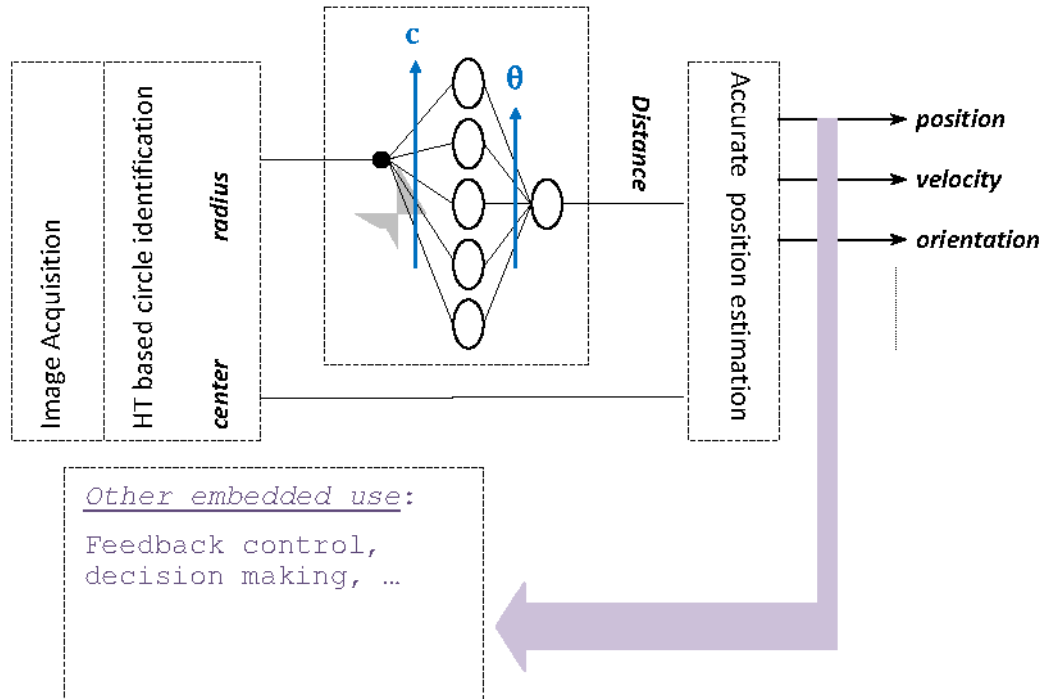 Image Acquisition
HT based circle identification
radius
center
c
θ
Distance
Accurate position estimation
position
velocity
orientation
Other embedded use:
Feedback control,
decision making, …